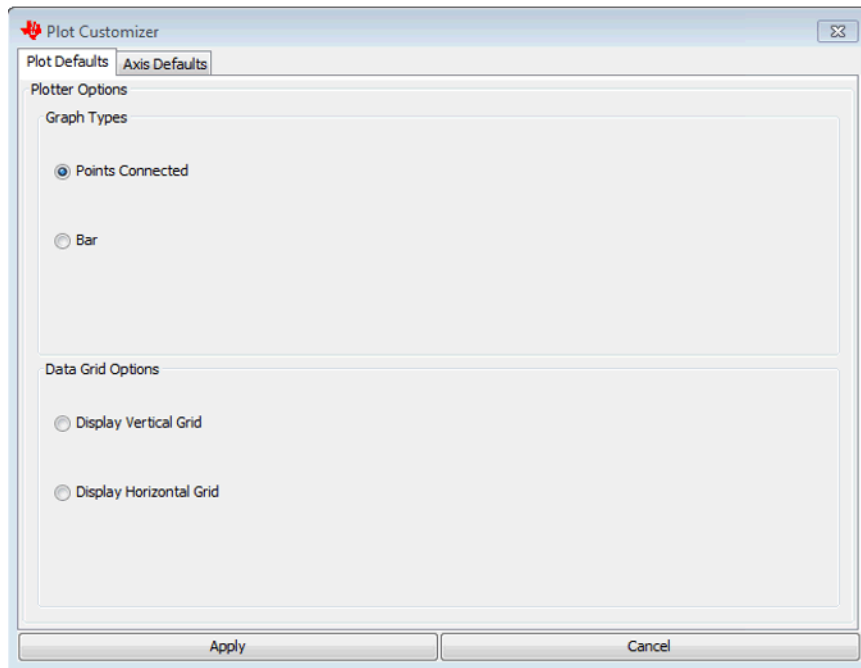 Plot Customizer
Plot Defaults Axis Defaults
Plotter Options
Graph Types
Points Connected
Bar
Data Grid Options
Display Vertical Grid
Display Horizontal Grid
Apply Cancel